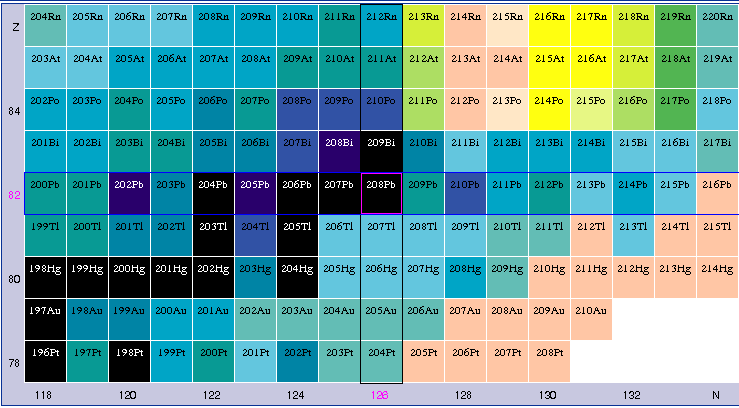 Z 204Rn 205Rn 206Rn 207Rn 208Rn 209Rn 210Rn 211Rn 212Rn 213Rn 214Rn 215Rn 216Rn 217Rn 218Rn 219Rn 220Rn
203At 204At 205At 206At 207At 208At 209At 210At 211At 212At 213At 214At 215At 216At 217At 218At 219At
84 202Po 203Po 204Po 205Po 206Po 207Po 208Po 209Po 210Po 211Po 212Po 213Po 214Po 215Po 216Po 217Po 218Po
201Bi 202Bi 203Bi 204Bi 205Bi 206Bi 207Bi 208Bi 209Bi 210Bi 211Bi 212Bi 213Bi 214Bi 215Bi 216Bi 217Bi
82 200Pb 201Pb 202Pb 203Pb 204Pb 205Pb 206Pb 207Pb 208Pb 209Pb 210Pb 211Pb 212Pb 213Pb 214Pb 215Pb 216Pb
199Tl 200Tl 201Tl 202Tl 203Tl 204Tl 205Tl 206Tl 207Tl 208Tl 209Tl 210Tl 211Tl 212Tl 213Tl 214Tl 215Tl
80 198Hg 199Hg 200Hg 201Hg 202Hg 203Hg 204Hg 205Hg 206Hg 207Hg 208Hg 209Hg 210Hg 211Hg 212Hg 213Hg 214Hg
197Au 198Au 199Au 200Au 201Au 202Au 203Au 204Au 205Au 206Au 207Au 208Au 209Au 210Au
78 196Pt 197Pt 198Pt 199Pt 200Pt 201Pt 202Pt 203Pt 204Pt 205Pt 206Pt 207Pt 208Pt
118 120 122 124 126 128 130 132 N